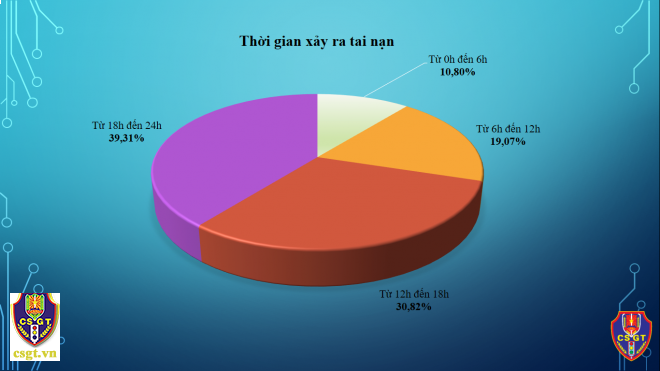 Thời gian xảy ra tai nạn
Từ 0h đến 6h
10,80%
Từ 6h đến 12h
19,07%
Từ 18h đến 24h
39,31%
Từ 12h đến 18h
30,82%
CSGT
csgt.vn
CSGT